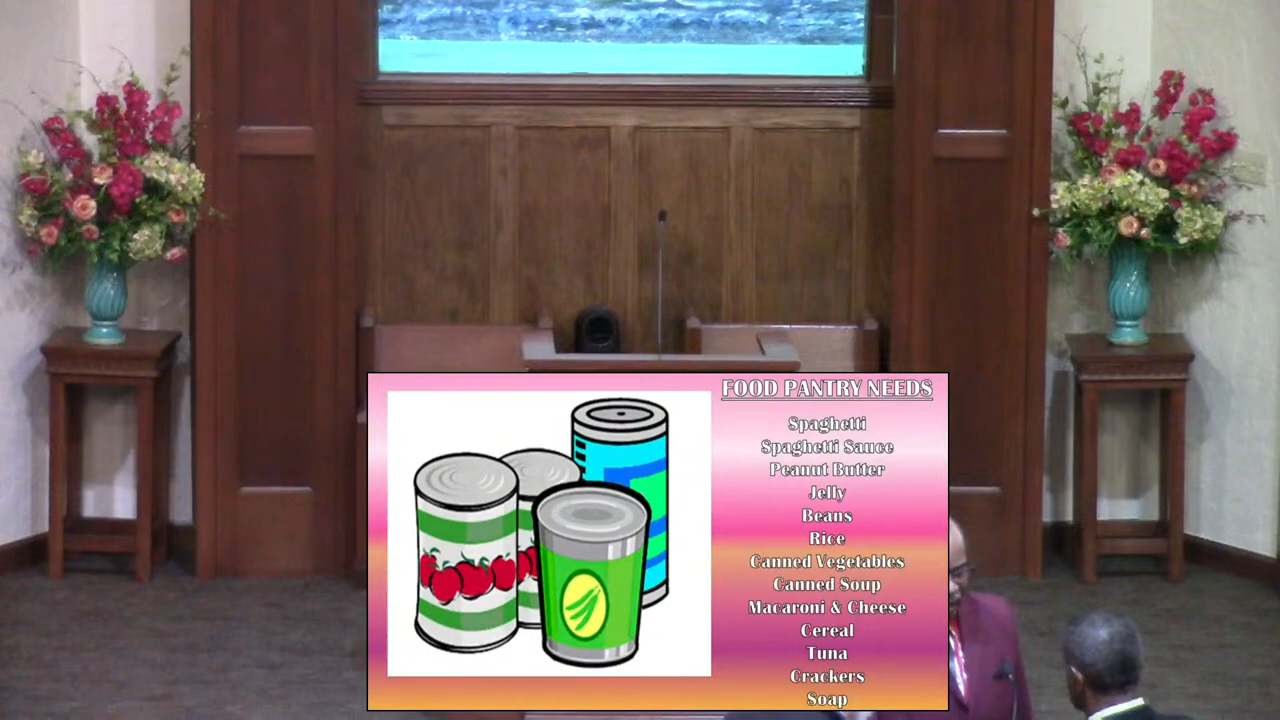 FOOD PANTRY NEEDS
Spaghetti
Spaghetti Sauce
Peanut Butter
Jelly
Beans
Rice
Canned Vegetables
Canned Soup
Macaroni & Cheese
Cereal
Tuna
Crackers
Soap